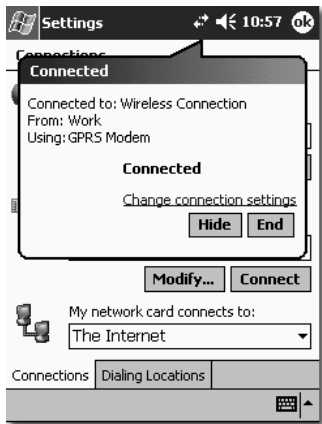 Settings 10:57 ok
Connections
Connected
Connected to: Wireless Connection
From: Work
Using: GPRS Modem
Connected
Change connection settings
Hide End
Modify... Connect
My network card connects to:
The Internet
Connections Dialing Locations